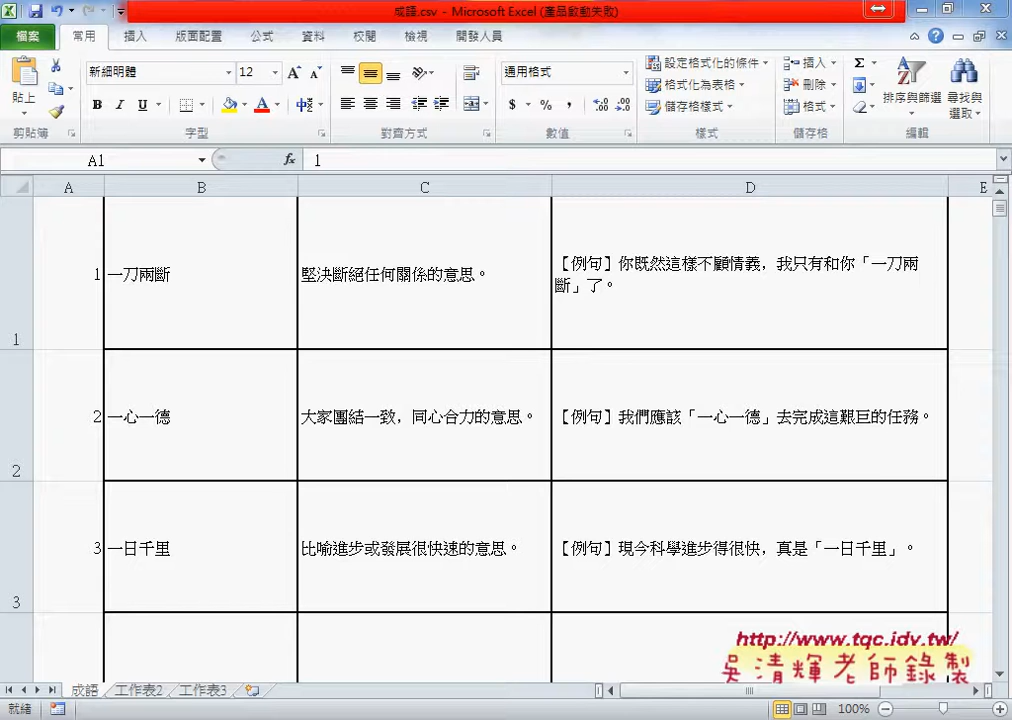 成語.csv - Microsoft Excel (產品啟動失敗)
檔案 常用 插入 版面配置 公式 資料 校閱 檢視 開發人員
貼上 新細明體 12 通用格式 設定格式化的條件 格式化為表格 儲存格樣式 插入 刪除 格式 排序與篩選 尋找與選取
B I U $ % ,
剪貼簿 字型 對齊方式 數值 樣式 儲存格 編輯
A1 fx 1
A B C D E
1 1 一刀兩斷 堅決斷絕任何關係的意思。 【例句】你既然這樣不顧情義，我只有和你「一刀兩
斷」了。
2 2 一心一德 大家團結一致，同心合力的意思。 【例句】我們應該「一心一德」去完成這艱巨的任務。
3 3 一日千里 比喻進步或發展很快速的意思。 【例句】現今科學進步得很快，真是「一日千里」。
http://www.tqc.idv.tw/
吳清輝老師錄製
成語 工作表2 工作表3
就緒 100%